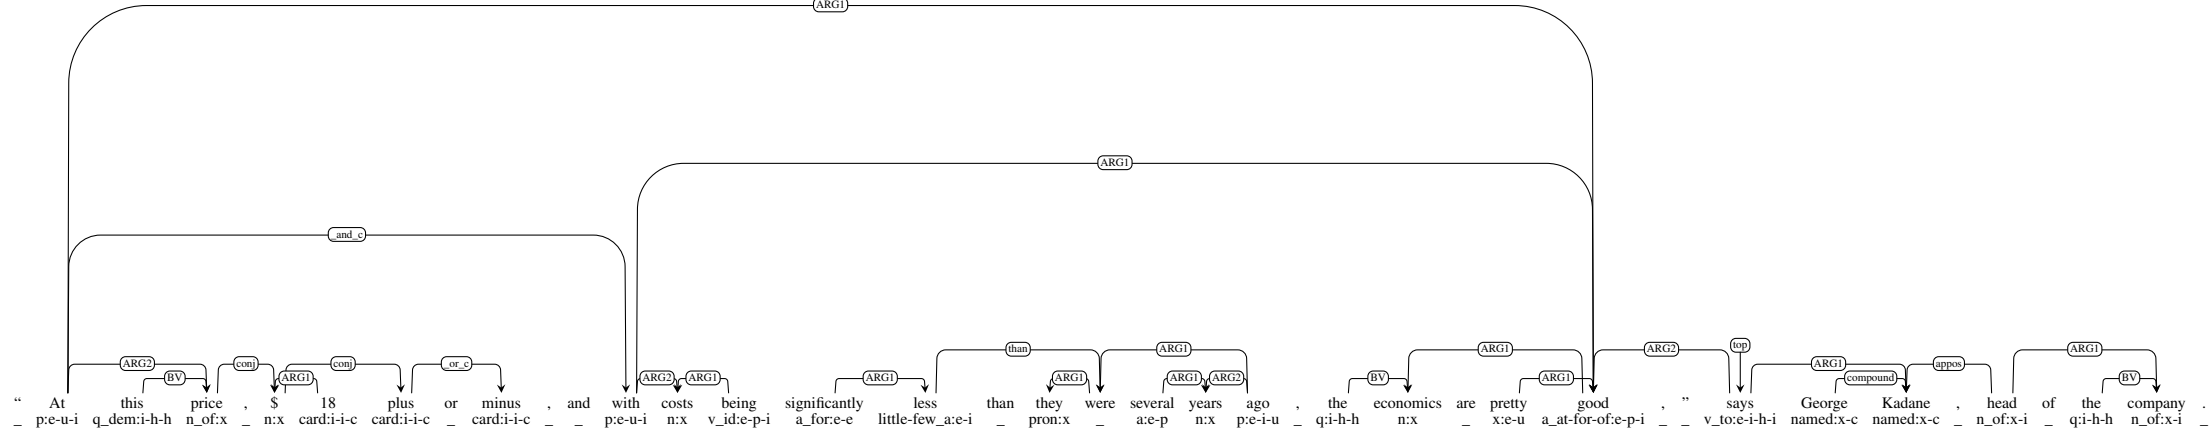 ARG1
ARG1
_and_c
than ARG1 ARG1 ARG2 top
ARG2 conj conj _or_c ARG1 appos ARG1
BV ARG1 ARG2 ARG1 ARG1 ARG1 ARG1 ARG2 BV ARG1 compound BV
“ At this price , $ 18 plus or minus , and with costs being significantly less than they were several years ago , the economics are pretty good , ” says George Kadane , head of the company .
_ p:e-u-i q_dem:i-h-h n_of:x _ n:x card:i-i-c card:i-i-c _ card:i-i-c _ _ p:e-u-i n:x v_id:e-p-i a_for:e-e little-few_a:e-i _ pron:x _ a:e-p n:x p:e-i-u _ q:i-h-h n:x _ x:e-u a_at-for-of:e-p-i _ _ v_to:e-i-h-i named:x-c named:x-c _ n_of:x-i _ q:i-h-h n_of:x-i _